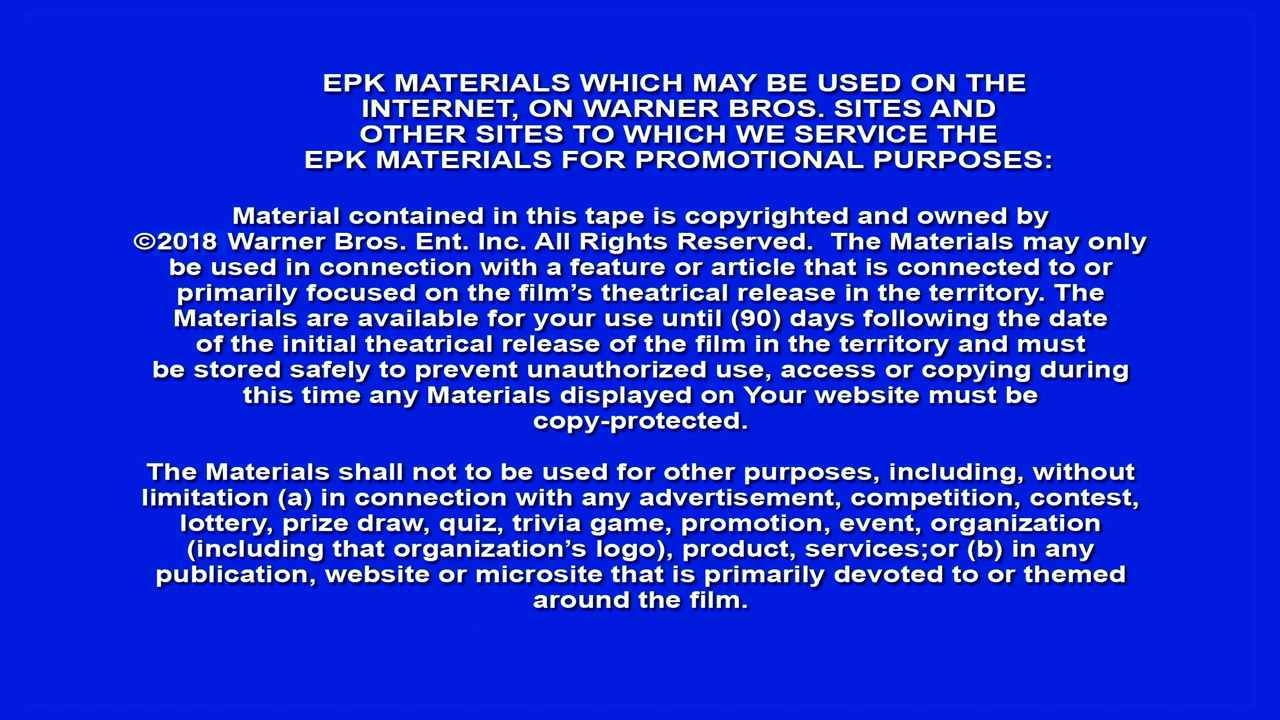 EPK MATERIALS WHICH MAY BE USED ON THE
INTERNET, ON WARNER BROS. SITES AND
OTHER SITES TO WHICH WE SERVICE THE
EPK MATERIALS FOR PROMOTIONAL PURPOSES:
Material contained in this tape is copyrighted and owned by
©2018 Warner Bros. Ent. Inc. All Rights Reserved.  The Materials may only
be used in connection with a feature or article that is connected to or
primarily focused on the film’s theatrical release in the territory. The
Materials are available for your use until (90) days following the date
of the initial theatrical release of the film in the territory and must
be stored safely to prevent unauthorized use, access or copying during
this time any Materials displayed on Your website must be
copy-protected.
The Materials shall not to be used for other purposes, including, without
limitation (a) in connection with any advertisement, competition, contest,
lottery, prize draw, quiz, trivia game, promotion, event, organization
(including that organization’s logo), product, services;or (b) in any
publication, website or microsite that is primarily devoted to or themed
around the film.